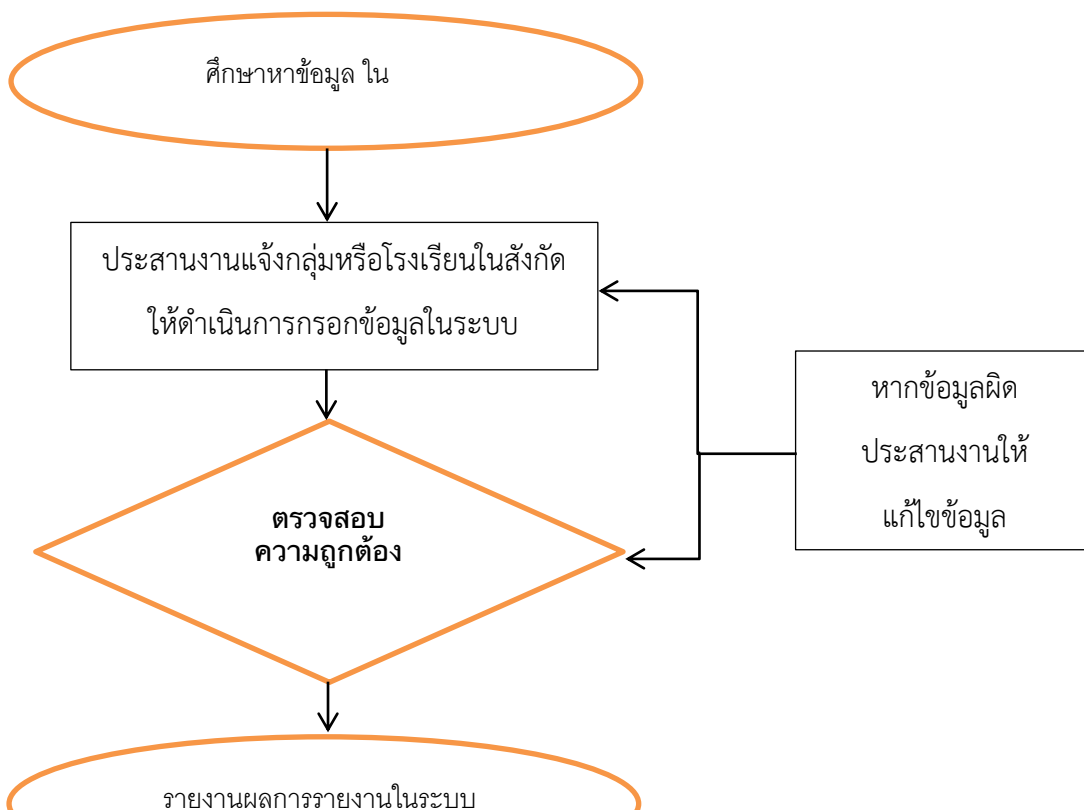 ศึกษาหาข้อมูล ใน
ประสานงานแจ้งกลุ่มหรือโรงเรียนในสังกัด
ให้ดำเนินการกรอกข้อมูลในระบบ
หากข้อมูลผิด
ประสานงานให้
แก้ไขข้อมูล
ตรวจสอบ
ความถูกต้อง
รายงานผลการรายงานในระบบ